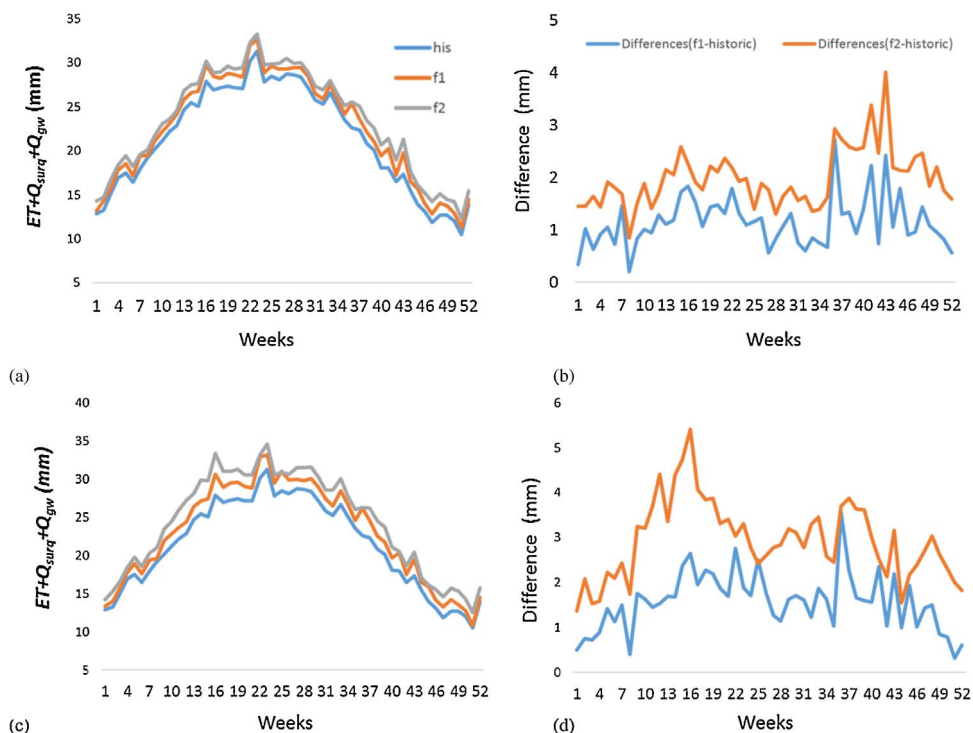 35
30
25
20
15
10
5
ET+Qsurq+Qgw (mm)
his
f1
f2
1 4 7 10 13 16 19 22 25 28 31 34 37 40 43 46 49 52
Weeks
(a)
5
4
3
2
1
0
Difference (mm)
Differences(f1-historic)
Differences(f2-historic)
1 4 7 10 13 16 19 22 25 28 31 34 37 40 43 46 49 52
Weeks
(b)
40
35
30
25
20
15
10
5
ET+Qsurq+Qgw (mm)
1 4 7 10 13 16 19 22 25 28 31 34 37 40 43 46 49 52
Weeks
(c)
6
5
4
3
2
1
0
Difference (mm)
1 4 7 10 13 16 19 22 25 28 31 34 37 40 43 46 49 52
Weeks
(d)